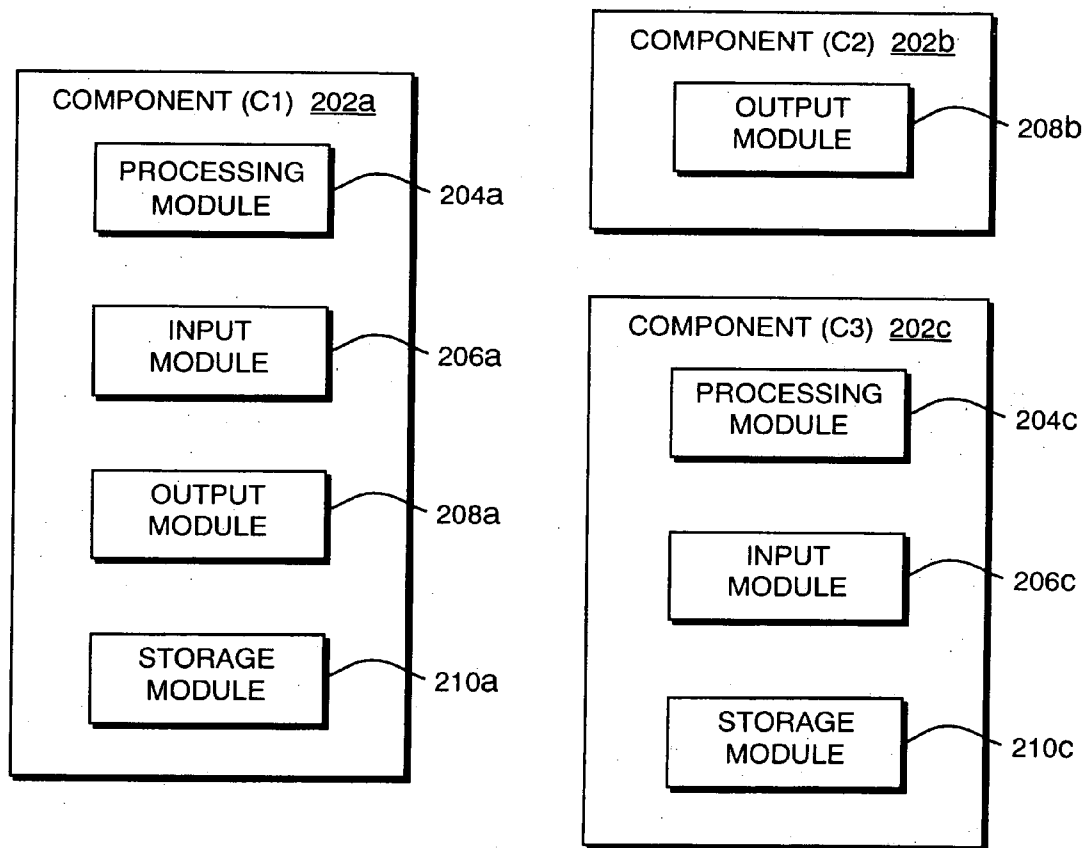 COMPONENT (C1) 202a
PROCESSING
MODULE
204a
INPUT
MODULE
206a
OUTPUT
MODULE
208a
STORAGE
MODULE
210a
COMPONENT (C2) 202b
OUTPUT
MODULE
208b
COMPONENT (C3) 202c
PROCESSING
MODULE
204c
INPUT
MODULE
206c
STORAGE
MODULE
210c